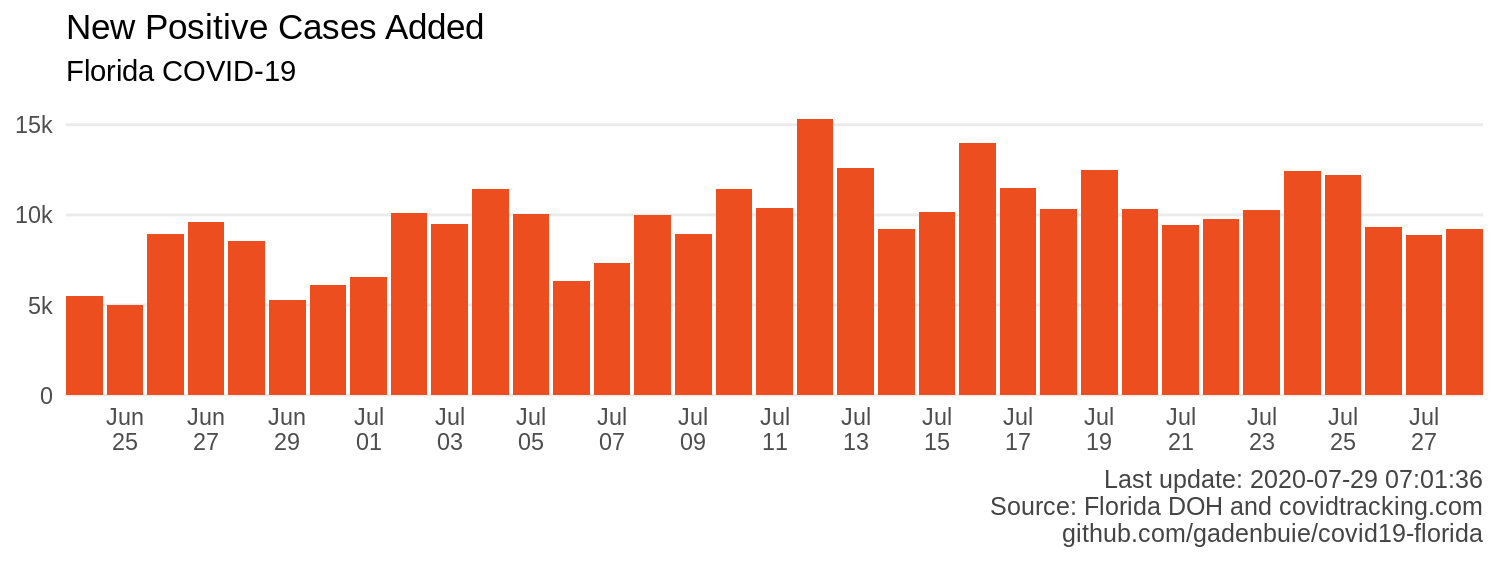 New Positive Cases Added
Florida COVID-19
15k
10k
5k
0
Jun Jun Jun Jul Jul Jul Jul Jul Jul Jul Jul Jul Jul Jul Jul Jul Jul
25 27 29 01 03 05 07 09 11 13 15 17 19 21 23 25 27
Last update: 2020-07-29 07:01:36
Source: Florida DOH and covidtracking.com
github.com/gadenbuie/covid19-florida